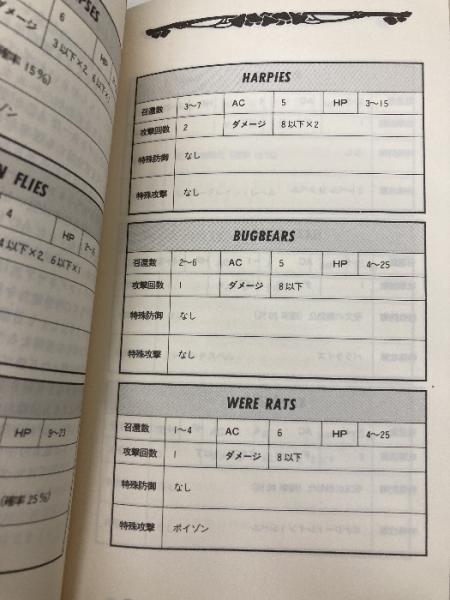 PSES
6
ダメージ 3以下×2, 6以
率15%)
ゾン
N FLIES
4
HP
以下×2, 6以下×1
HP 9~23
(確率25%)
HARPIES
召還数 3~7 AC 5 HP 3~15
攻撃回数 2 ダメージ 8以下×2
特殊防御 なし
特殊攻撃 なし
BUGBEARS
召還数 2~6 AC 5 HP 4~25
攻撃回数 1 ダメージ 8以下
特殊防御 なし
特殊攻撃 なし
WERE RATS
召還数 1~4 AC 6 HP 4~25
攻撃回数 1 ダメージ 8以下
特殊防御 なし
特殊攻撃 ポイゾン